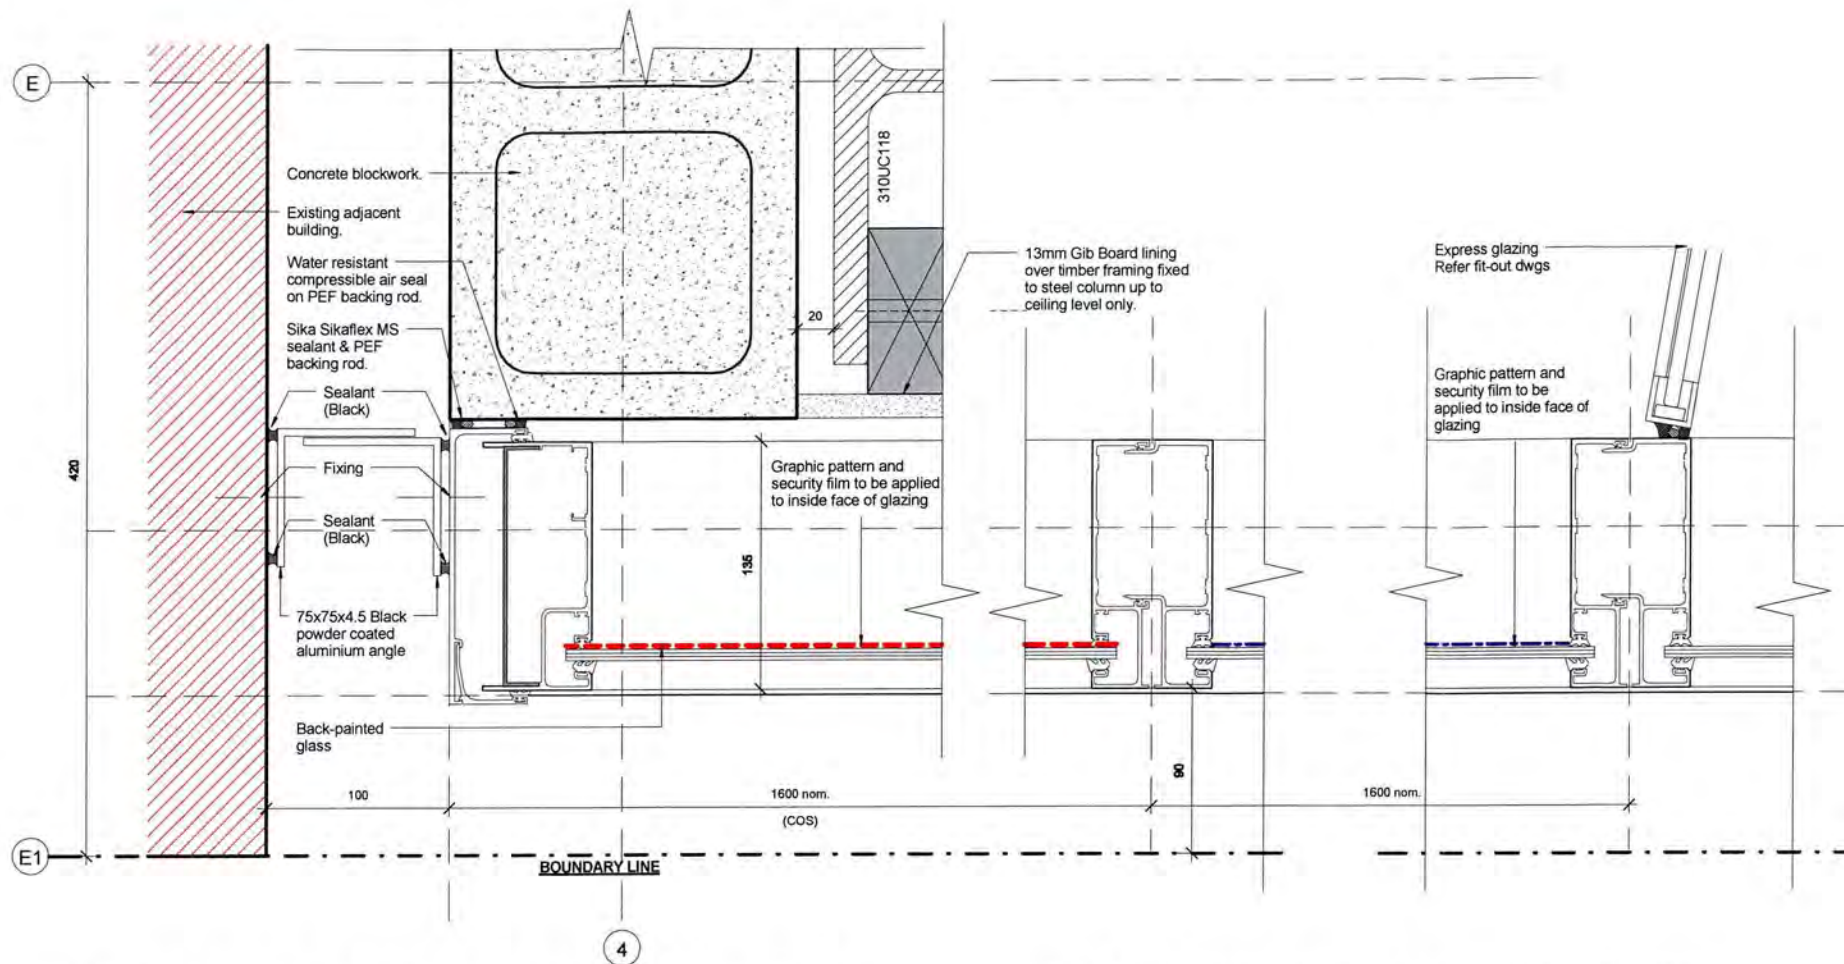 E
Concrete blockwork.
Existing adjacent
building.
Water resistant
compressible air seal
on PEF backing rod.
Sika Sikaflex MS
sealant & PEF
backing rod.
Sealant
(Black)
Fixing
Sealant
(Black)
75x75x4.5 Black
powder coated
aluminium angle
Back-painted
glass
420
310UC118
20
13mm Gib Board lining
over timber framing fixed
to steel column up to
ceiling level only.
Express glazing
Refer fit-out dwgs
Graphic pattern and
security film to be
applied to inside face of
glazing
Graphic pattern and
security film to be applied
to inside face of glazing
135
90
100
1600 nom.
(COS)
1600 nom.
E1
BOUNDARY LINE
4